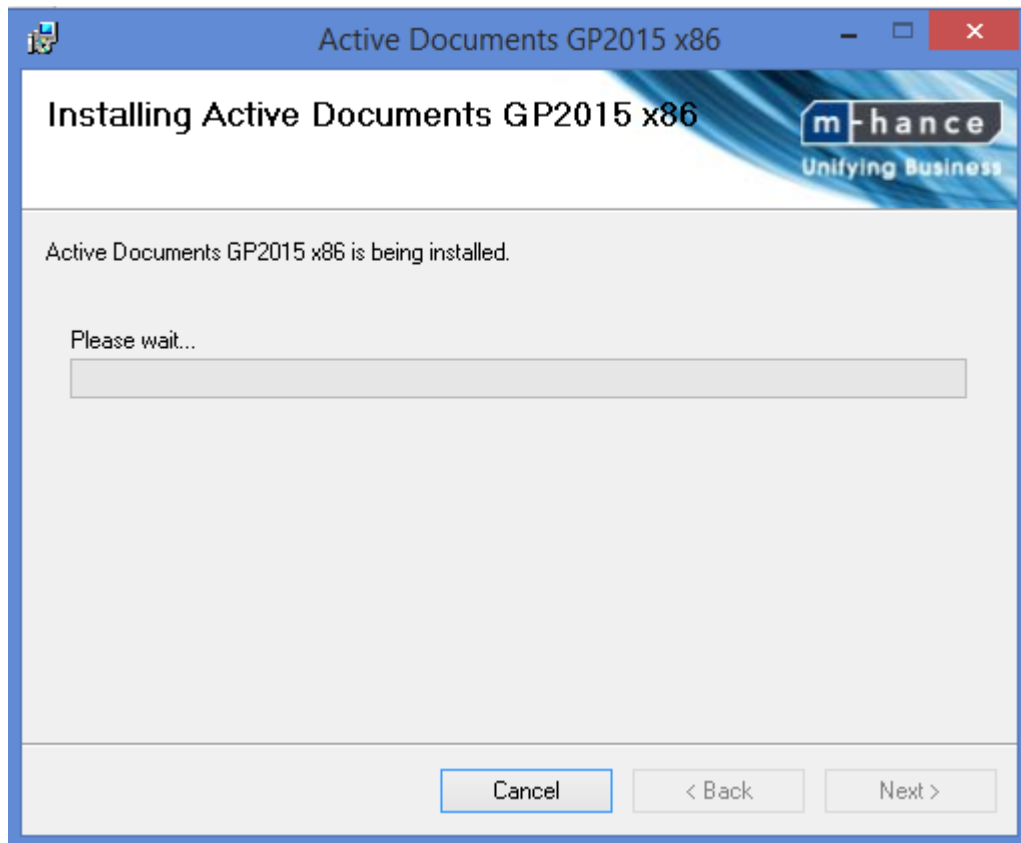 Active Documents GP2015 x86
Installing Active Documents GP2015 x86
m-hance
Unifying Business
Active Documents GP2015 x86 is being installed.
Please wait...
Cancel
< Back
Next >